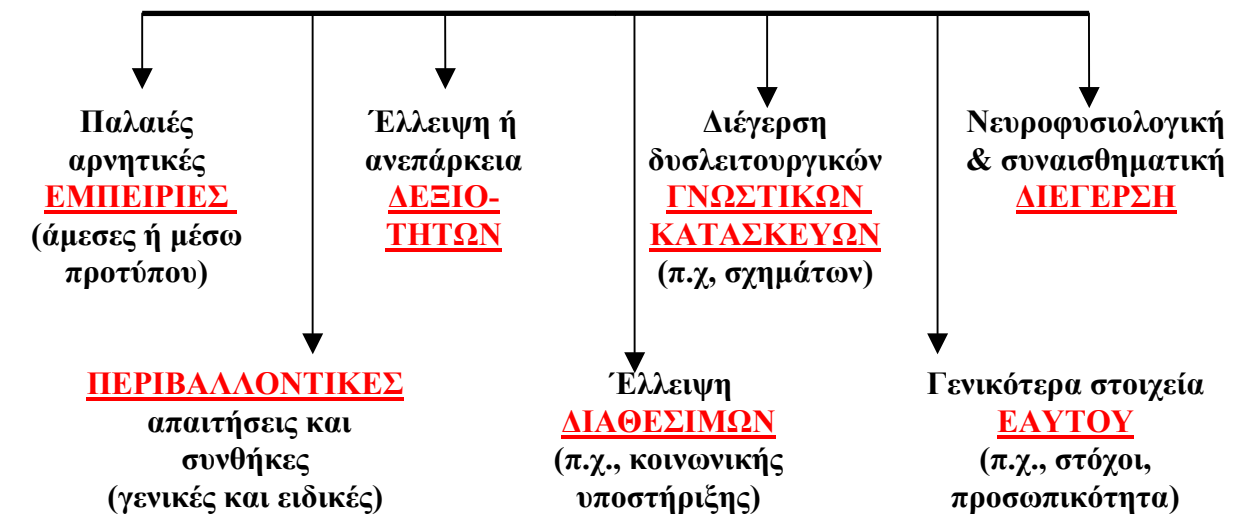 Παλαιές
αρνητικές
ΕΜΠΕΙΡΙΕΣ
(άμεσες ή μέσω
προτύπου)
Έλλειψη ή
ανεπάρκεια
ΔΕΞΙΟ-
ΤΗΤΩΝ
Διέγερση
δυσλειτουργικών
ΓΝΩΣΤΙΚΩΝ
ΚΑΤΑΣΚΕΥΩΝ
(π.χ, σχημάτων)
Νευροφυσιολογική
& συναισθηματική
ΔΙΕΓΕΡΣΗ
ΠΕΡΙΒΑΛΛΟΝΤΙΚΕΣ
απαιτήσεις και
συνθήκες
(γενικές και ειδικές)
Έλλειψη
ΔΙΑΘΕΣΙΜΩΝ
(π.χ., κοινωνικής
υποστήριξης)
Γενικότερα στοιχεία
ΕΑΥΤΟΥ
(π.χ., στόχοι,
προσωπικότητα)